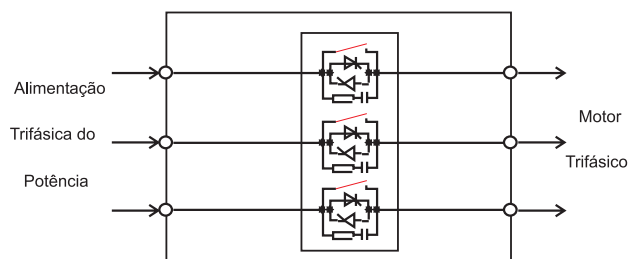 Alimentação
Trifásica do
Potência
Motor
Trifásico